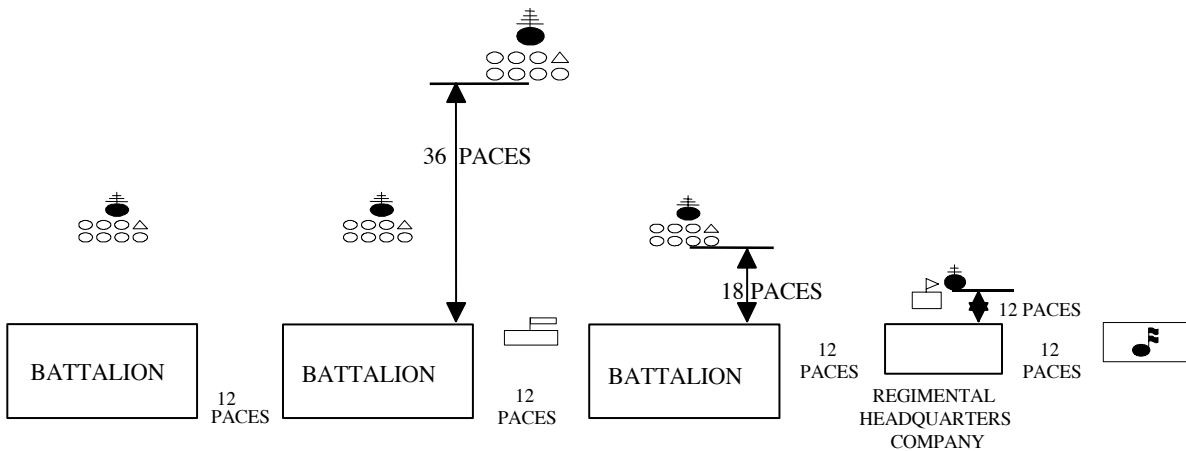 36 PACES
18 PACES
12 PACES
BATTALION
12
PACES
BATTALION
12
PACES
BATTALION
12
PACES
REGIMENTAL
HEADQUARTERS
COMPANY
12
PACES